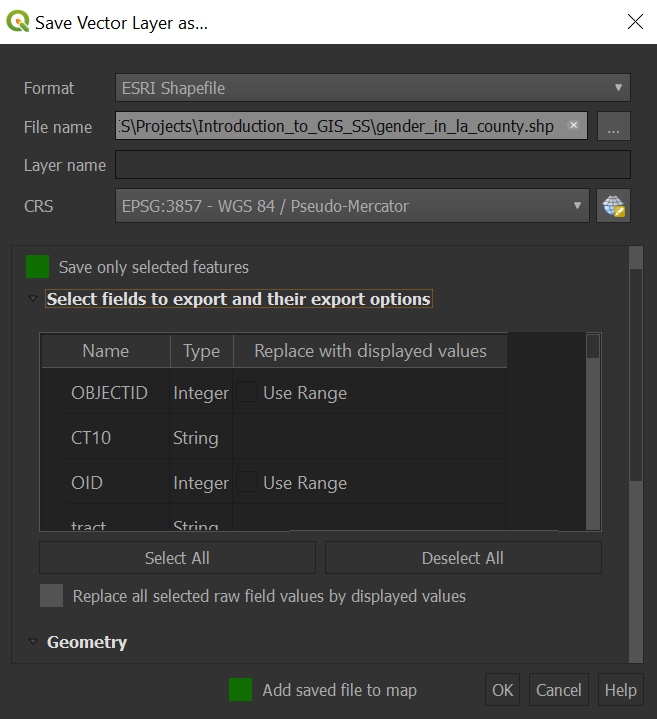 Save Vector Layer as...
Format
ESRI Shapefile
File name
:S\Projects\Introduction_to_GIS_SS\gender_in_la_county.shp
...
Layer name
CRS
EPSG:3857 - WGS 84 / Pseudo-Mercator
Save only selected features
Select fields to export and their export options
Name Type Replace with displayed values
OBJECTID Integer Use Range
CT10 String
OID Integer Use Range
tract String
Select All Deselect All
Replace all selected raw field values by displayed values
Geometry
Add saved file to map OK Cancel Help